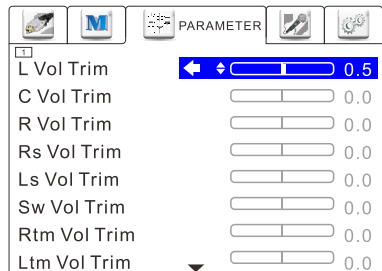 M
PARAMETER
1
L Vol Trim 0.5
C Vol Trim 0.0
R Vol Trim 0.0
Rs Vol Trim 0.0
Ls Vol Trim 0.0
Sw Vol Trim 0.0
Rtm Vol Trim 0.0
Ltm Vol Trim 0.0